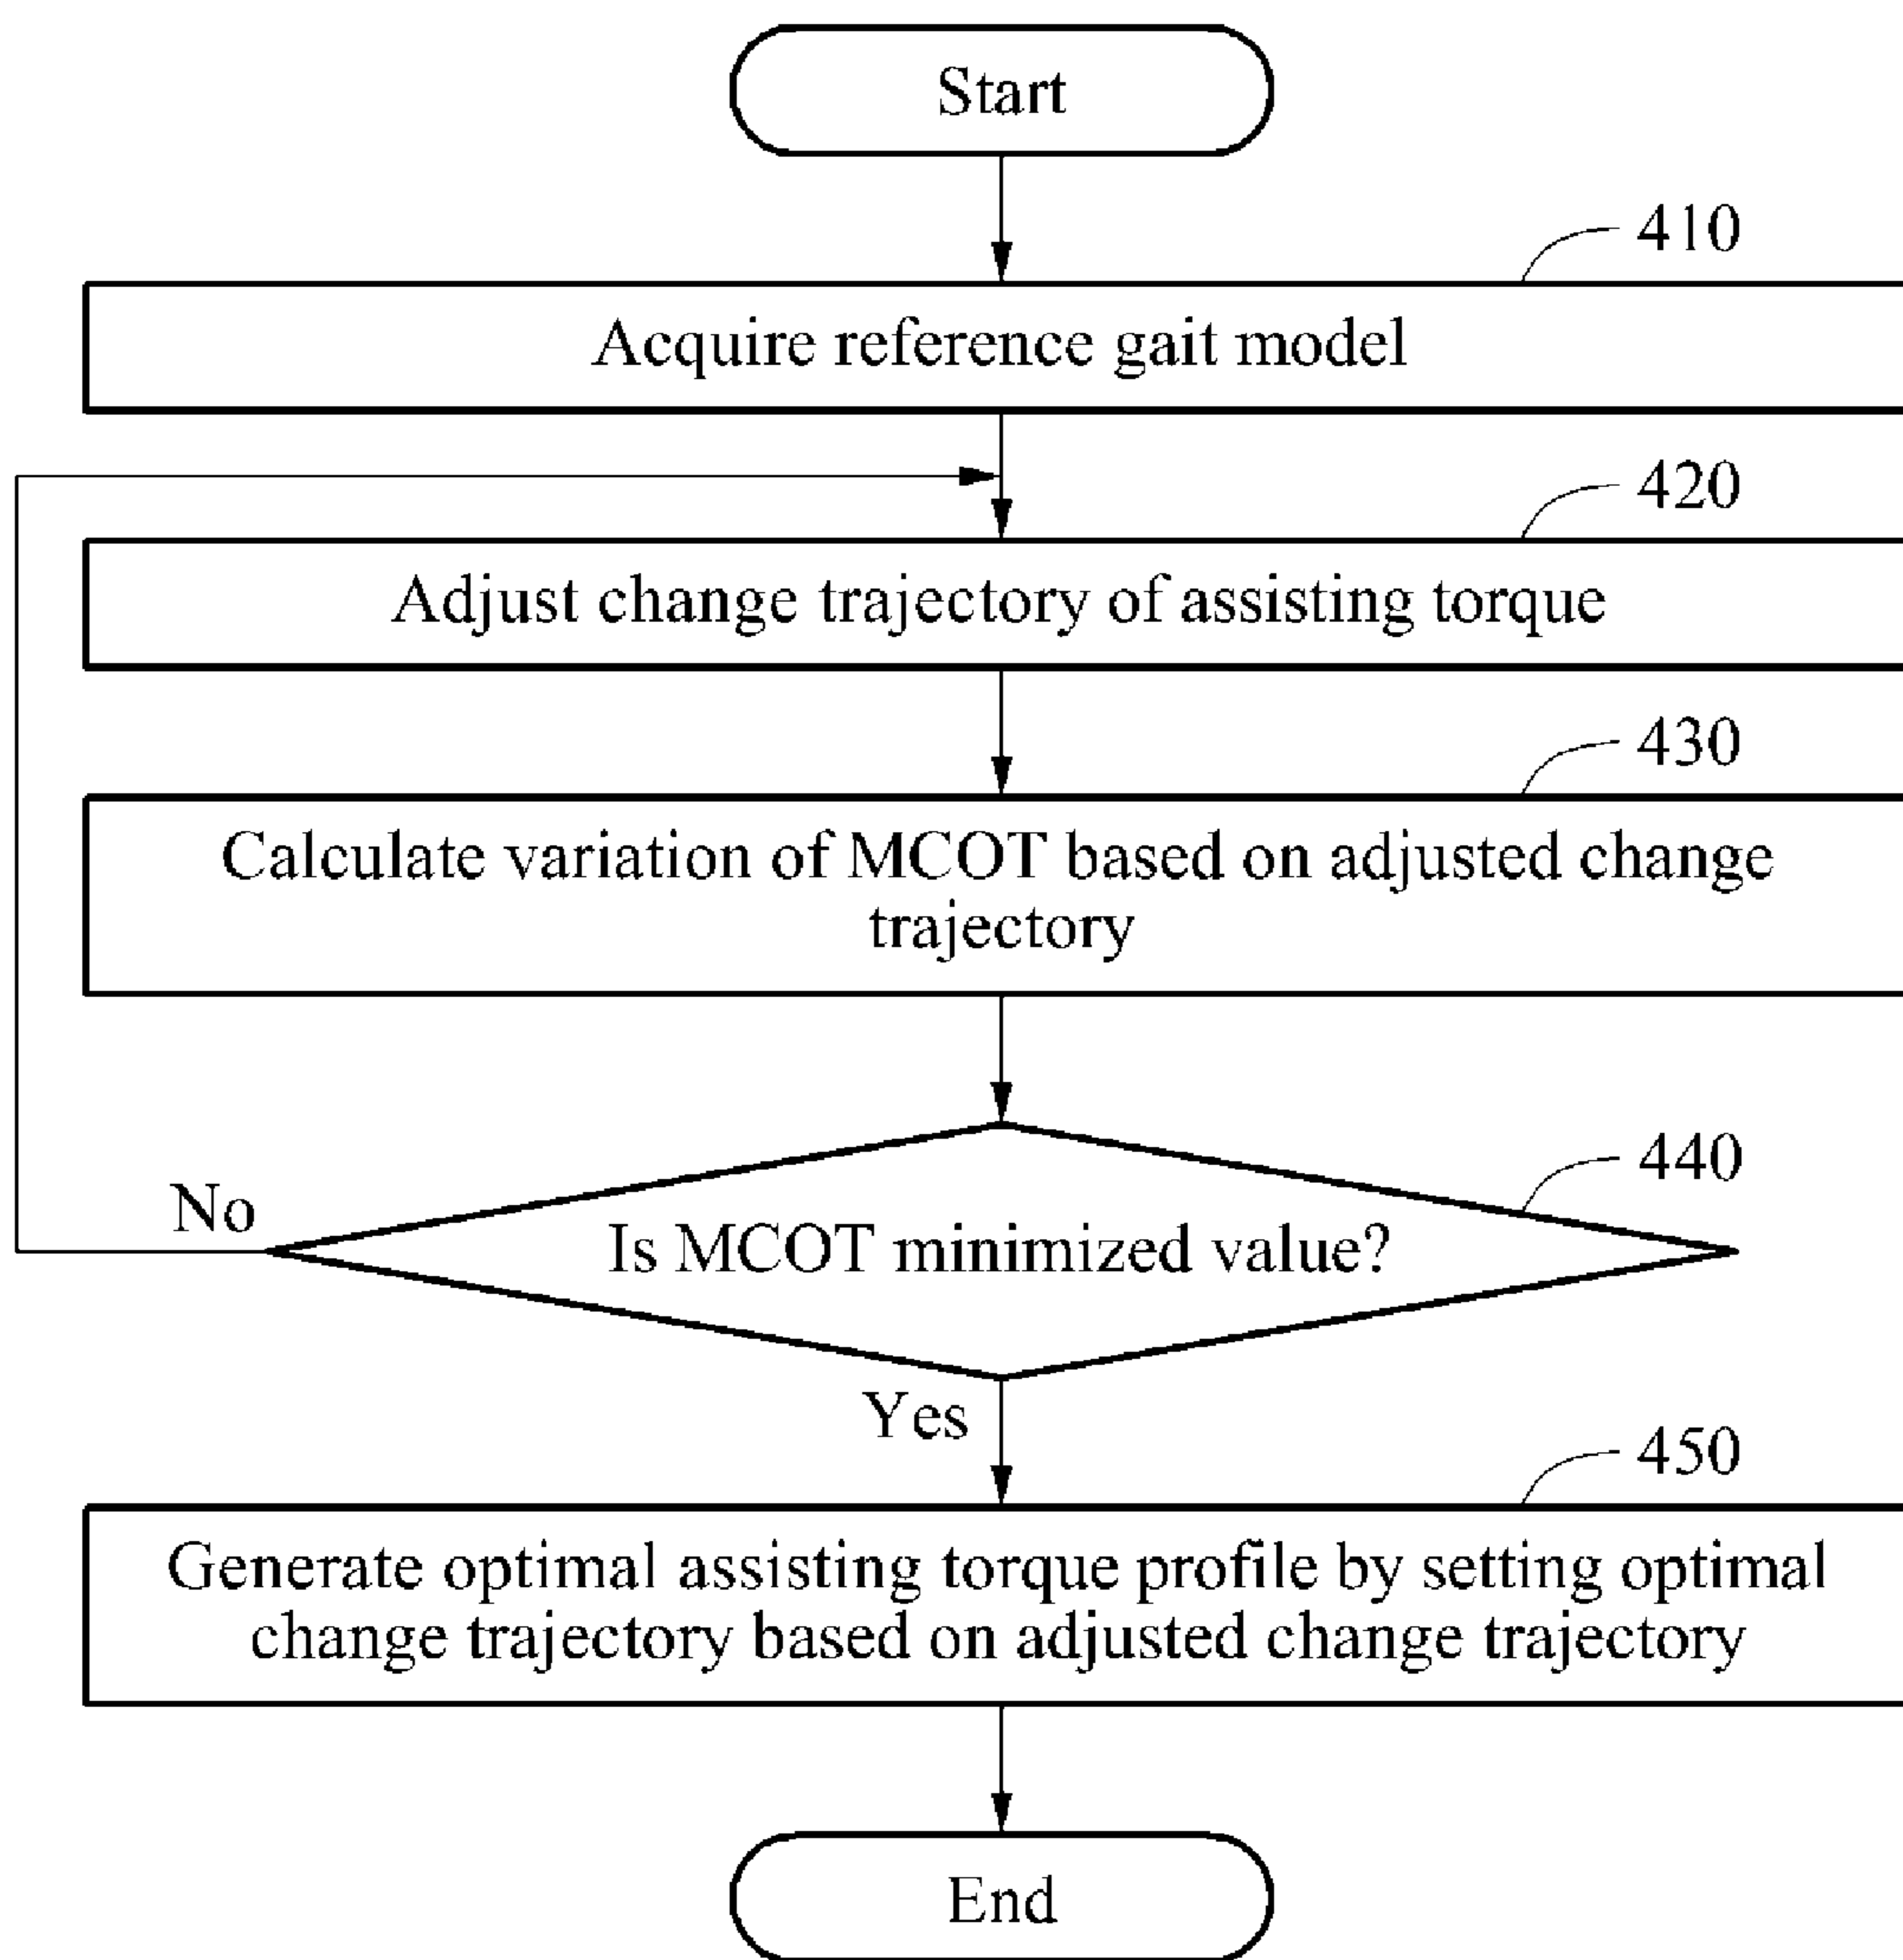 Start
410
Acquire reference gait model
420
Adjust change trajectory of assisting torque
430
Calculate variation of MCOT based on adjusted change
trajectory
440
No
Is MCOT minimized value?
Yes
450
Generate optimal assisting torque profile by setting optimal
change trajectory based on adjusted change trajectory
End